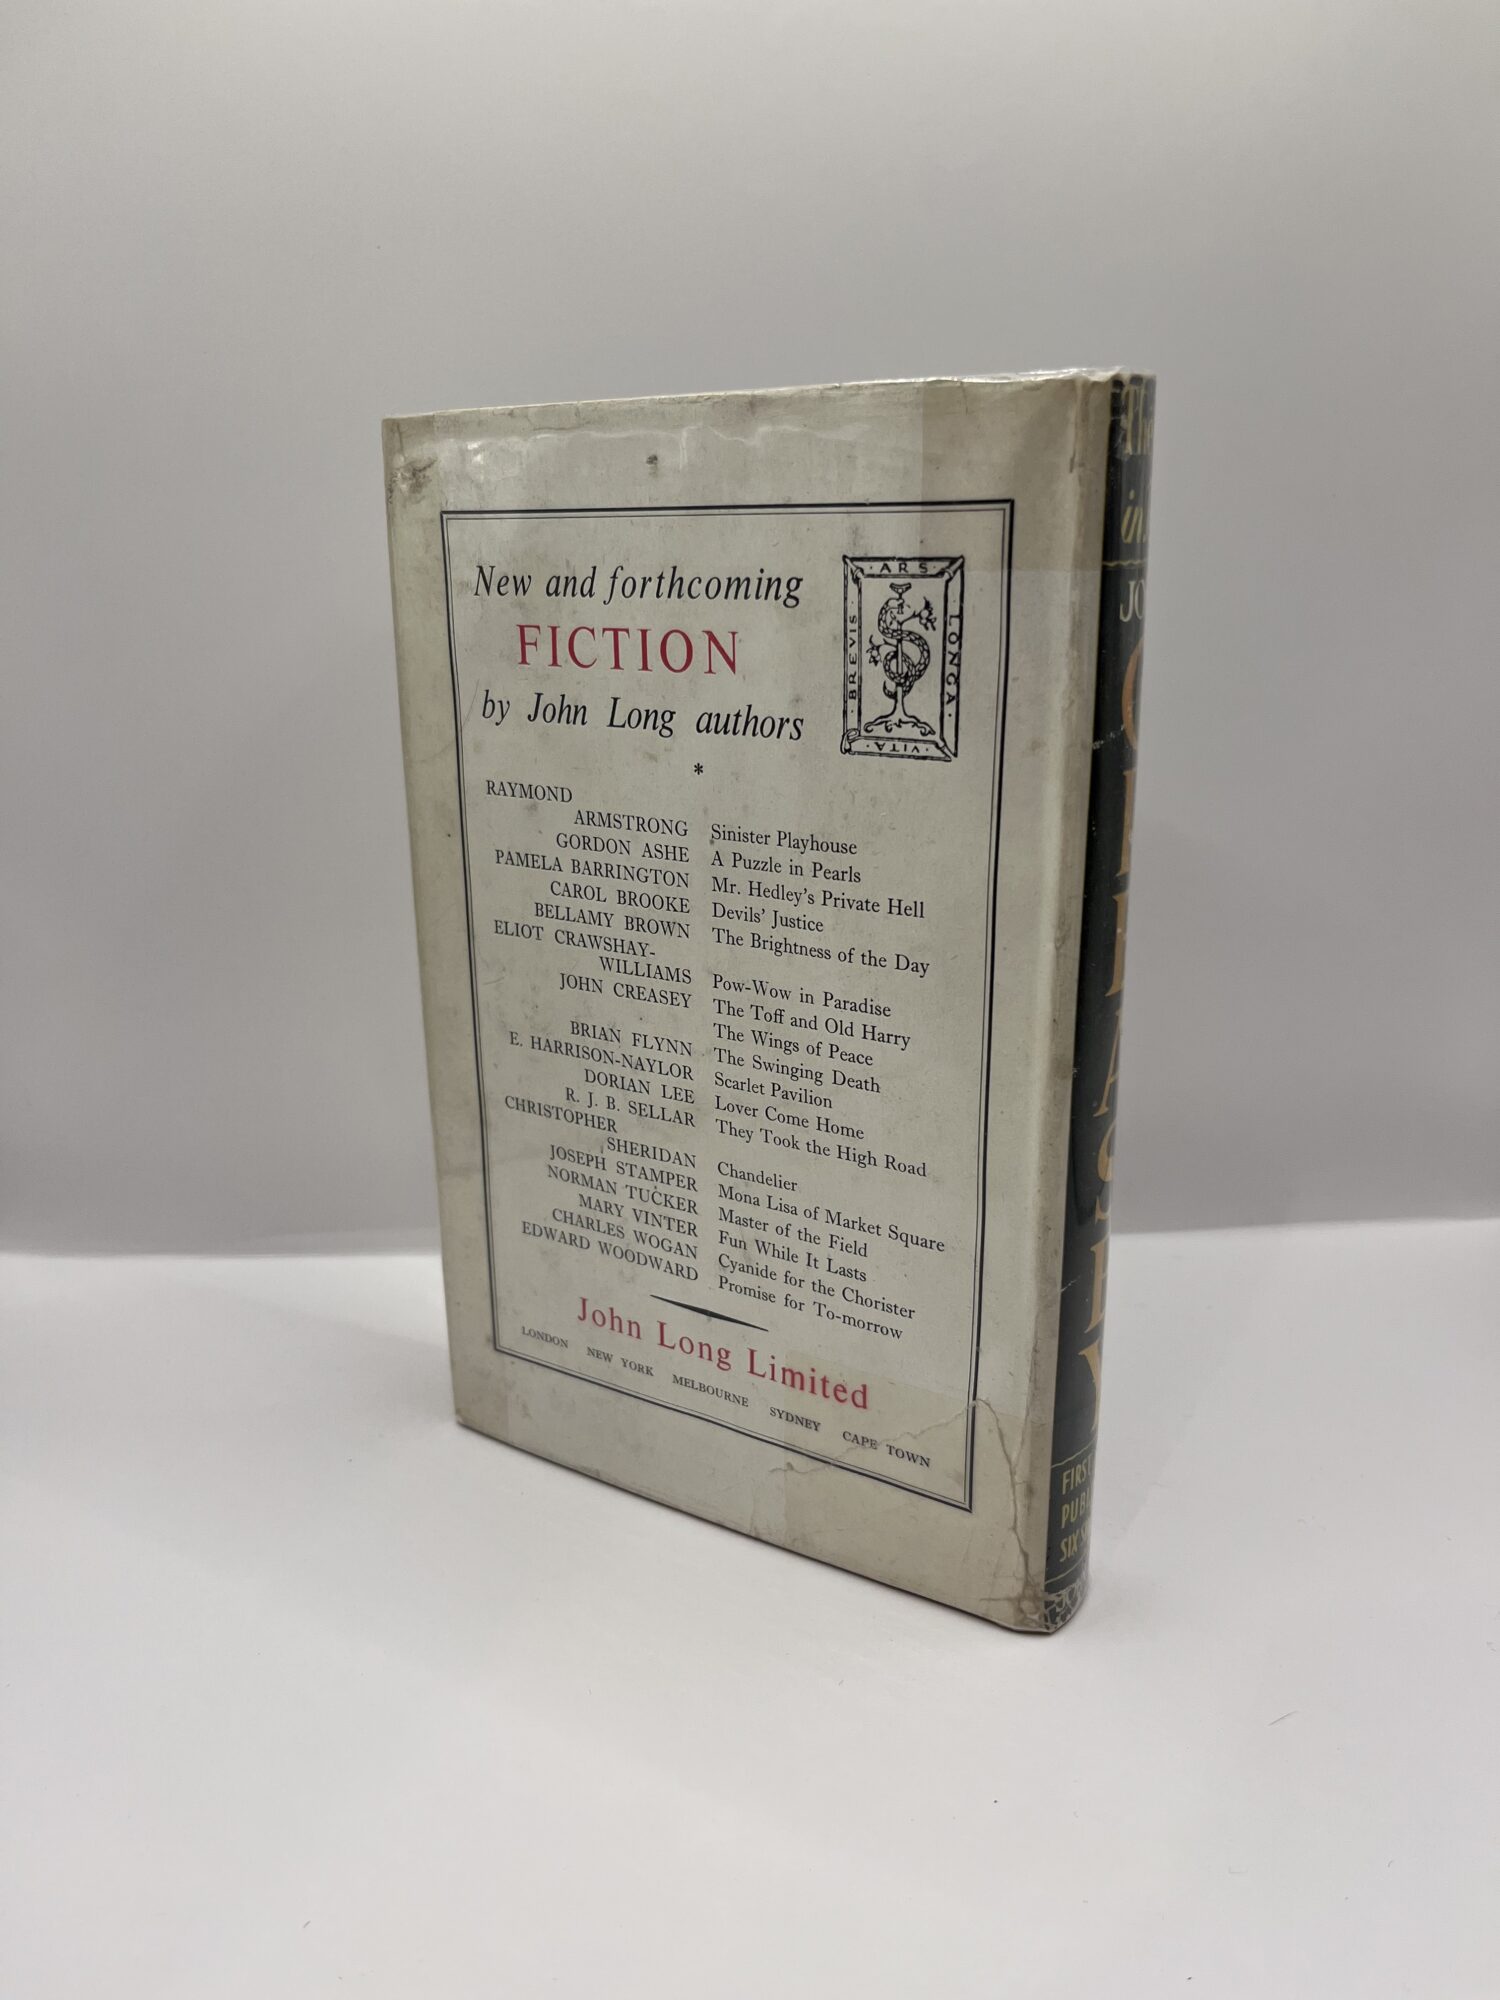 New and forthcoming
FICTION
by John Long authors
ARS
LONGA
VITA
BREVIS
*
RAYMOND
ARMSTRONG Sinister Playhouse
GORDON ASHE A Puzzle in Pearls
PAMELA BARRINGTON Mr. Hedley's Private Hell
CAROL BROOKE Devils' Justice
BELLAMY BROWN The Brightness of the Day
ELIOT CRAWSHAY-
WILLIAMS Pow-Wow in Paradise
JOHN CREASEY The Toff and Old Harry
The Wings of Peace
BRIAN FLYNN The Swinging Death
E. HARRISON-NAYLOR Scarlet Pavilion
DORIAN LEE Lover Come Home
R. J. B. SELLAR They Took the High Road
CHRISTOPHER
SHERIDAN Chandelier
JOSEPH STAMPER Mona Lisa of Market Square
NORMAN TUCKER Master of the Field
MARY VINTER Fun While It Lasts
CHARLES WOGAN Cyanide for the Chorister
EDWARD WOODWARD Promise for To-morrow
John Long Limited
LONDON NEW YORK MELBOURNE SYDNEY CAPE TOWN
in
CREASEY
FIRST
SIX